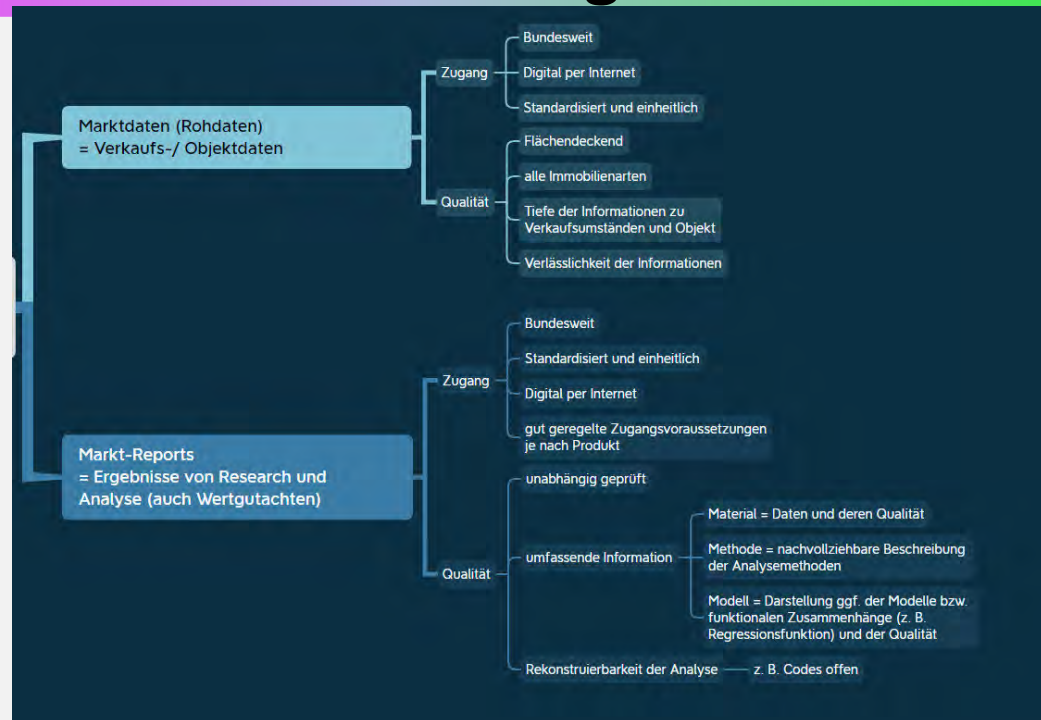 Marktdaten (Rohdaten)
= Verkaufs-/ Objektdaten
Zugang
Bundesweit
Digital per Internet
Standardisiert und einheitlich
Qualität
Flächendeckend
alle Immobilienarten
Tiefe der Informationen zu
Verkaufsumständen und Objekt
Verlässlichkeit der Informationen
Markt-Reports
= Ergebnisse von Research und
Analyse (auch Wertgutachten)
Zugang
Bundesweit
Standardisiert und einheitlich
Digital per Internet
gut geregelte Zugangsvoraussetzungen
je nach Produkt
Qualität
unabhängig geprüft
umfassende Information
Material = Daten und deren Qualität
Methode = nachvollziehbare Beschreibung
der Analysemethoden
Modell = Darstellung ggf. der Modelle bzw.
funktionalen Zusammenhänge (z. B.
Regressionsfunktion) und der Qualität
Rekonstruierbarkeit der Analyse
z. B. Codes offen